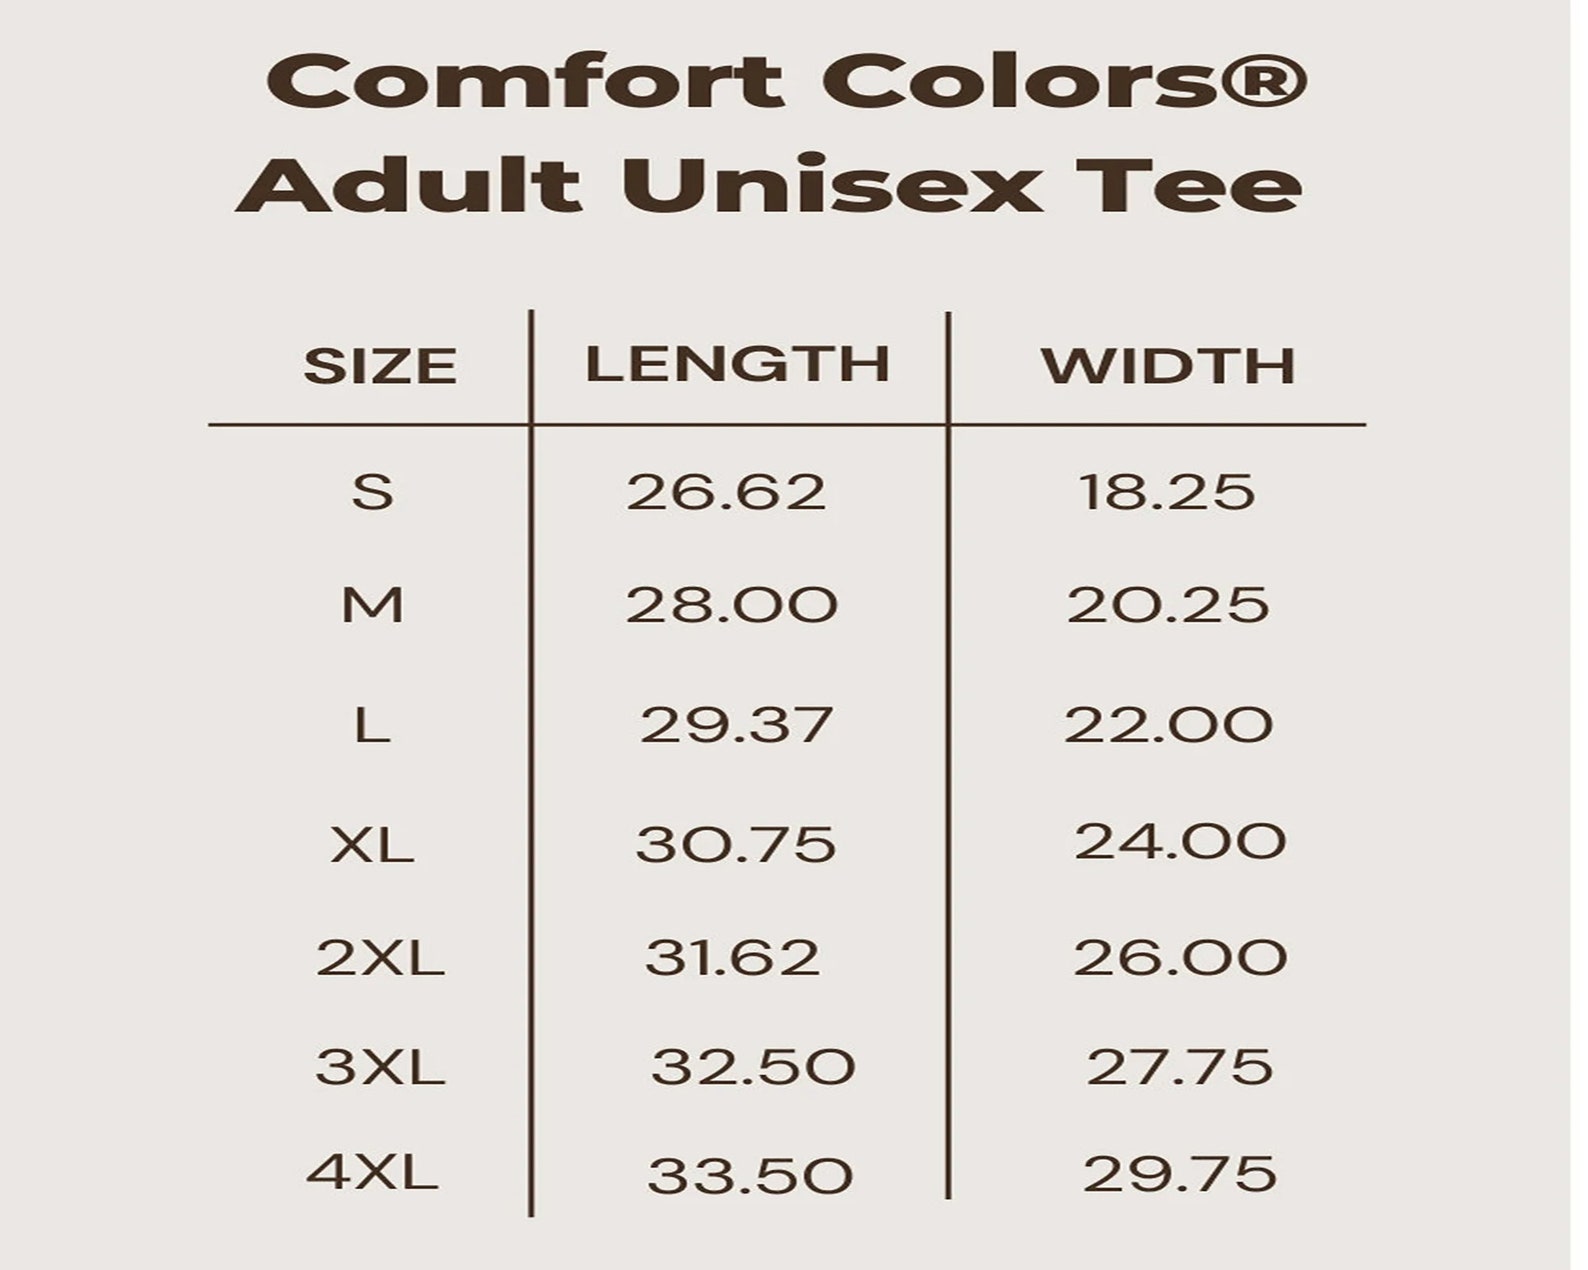 Comfort Colors®
Adult Unisex Tee
SIZE LENGTH WIDTH
S 26.62 18.25
M 28.00 20.25
L 29.37 22.00
XL 30.75 24.00
2XL 31.62 26.00
3XL 32.50 27.75
4XL 33.50 29.75